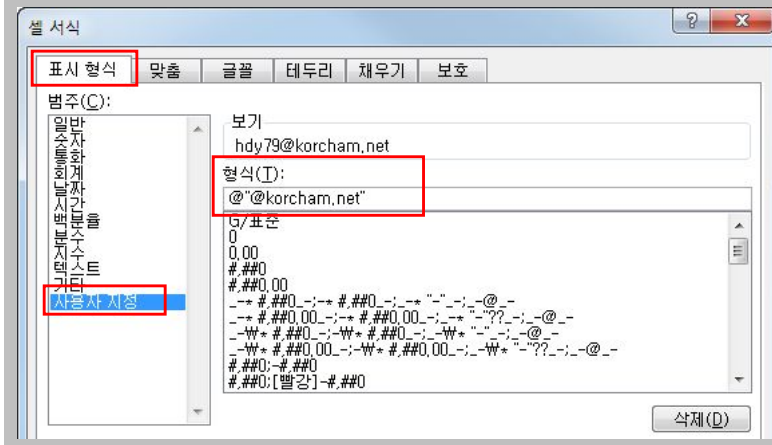 셀 서식
표시 형식 맞춤 글꼴 테두리 채우기 보호
범주(C):
일반
숫자
통화
회계
날짜
시간
백분율
분수
지수
텍스트
기타
사용자 지정
보기
hdy79@korcham.net
형식(T):
@"@korcham.net"
G/표준
0
0.00
#,##0
#,##0.00
_-* #,##0_-;-* #,##0_-;_-* "-"_-;_-@_-
_-* #,##0.00_-;-* #,##0.00_-;_-* "-"??_-;_-@_-
_-₩* #,##0_-;-₩* #,##0_-;_-₩* "-"_-;_-@_-
_-₩* #,##0.00_-;-₩* #,##0.00_-;_-₩* "-"??_-;_-@_-
#,##0;-#,##0
#,##0;[빨강]-#,##0
삭제(D)